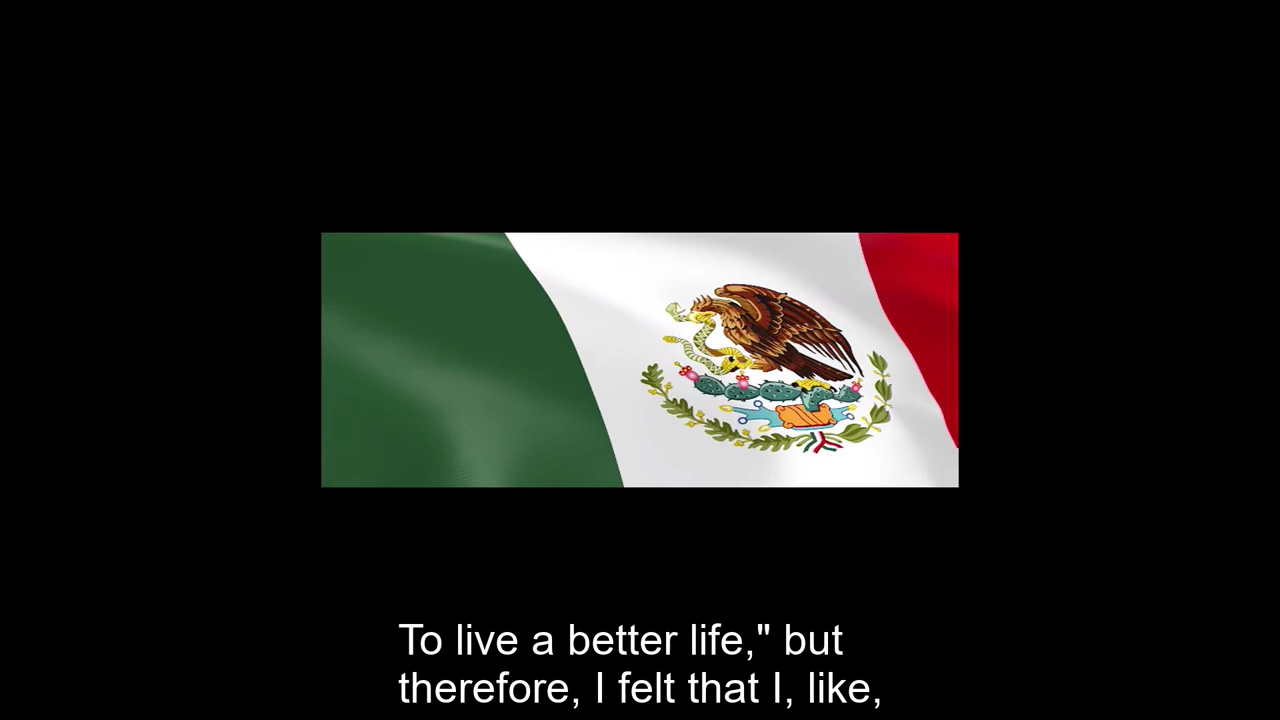 To live a better life," but
therefore, I felt that I, like,